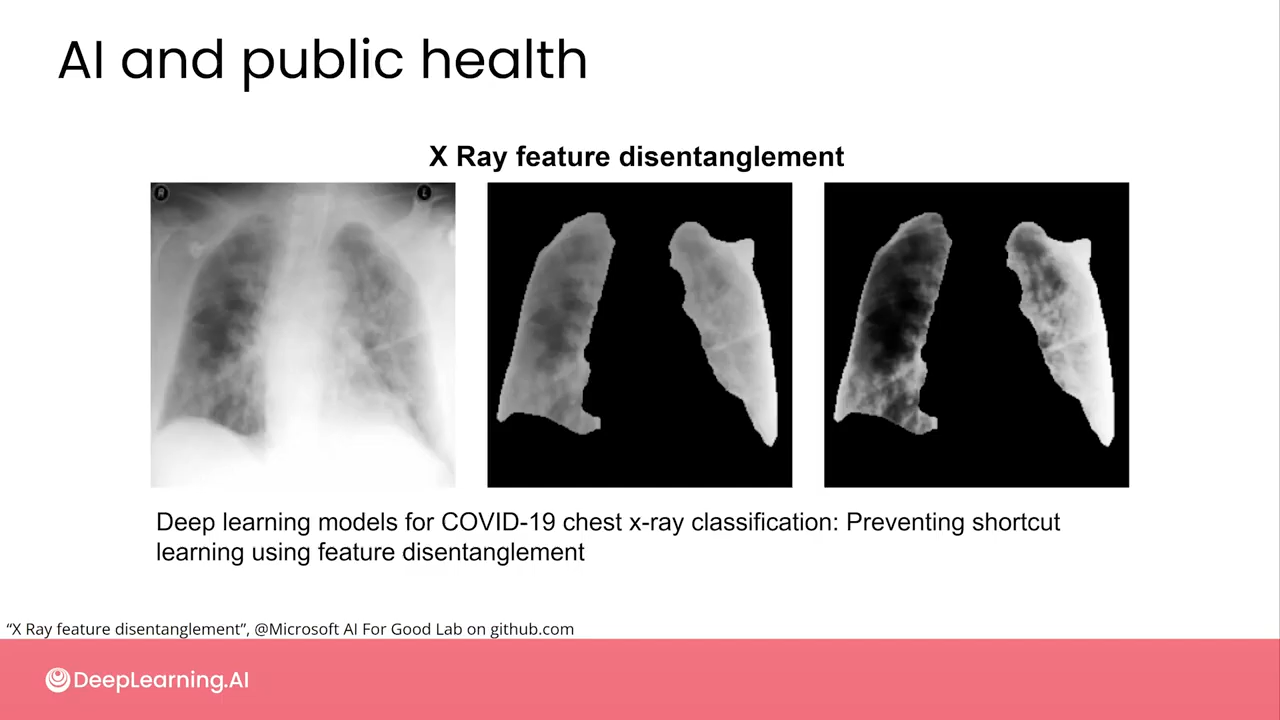 AI and public health
X Ray feature disentanglement
R
L
Deep learning models for COVID-19 chest x-ray classification: Preventing shortcut
learning using feature disentanglement
“X Ray feature disentanglement”, @Microsoft AI For Good Lab on github.com
DeepLearning.AI